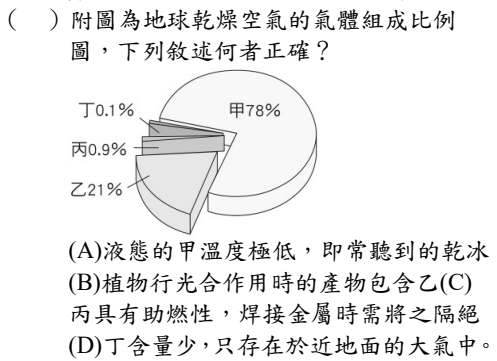 （　）附圖為地球乾燥空氣的氣體組成比例
圖，下列敘述何者正確？
甲78%
丁0.1%
丙0.9%
乙21%
(A)液態的甲溫度極低，即常聽到的乾冰
(B)植物行光合作用時的產物包含乙(C)
丙具有助燃性，焊接金屬時需將之隔絕
(D)丁含量少，只存在於近地面的大氣中。